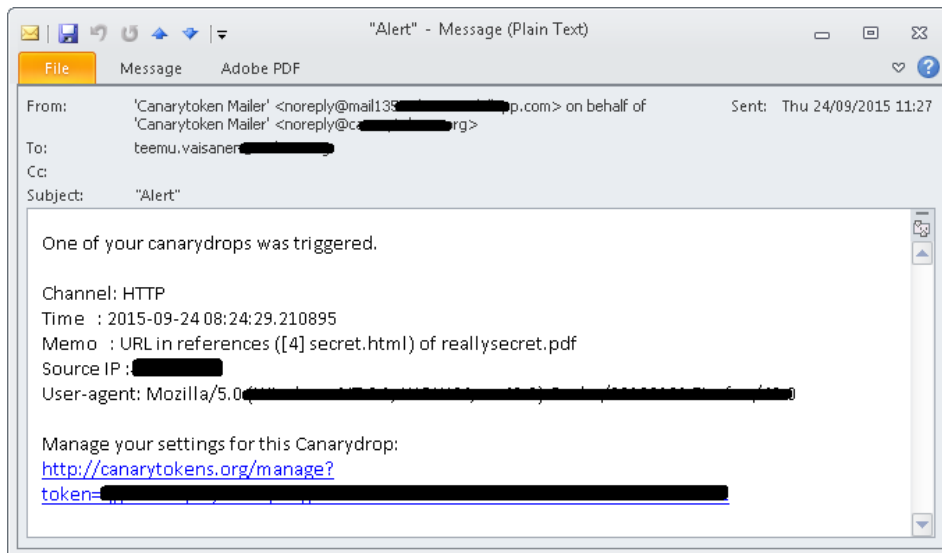 "Alert" - Message (Plain Text)
File Message Adobe PDF
From: 'Canarytoken Mailer' <noreply@mail139 p.com> on behalf of
'Canarytoken Mailer' <noreply@ca rg>
Sent: Thu 24/09/2015 11:27
To: teemu.vaisanen
Cc:
Subject: "Alert"
One of your canarydrops was triggered.
Channel: HTTP
Time : 2015-09-24 08:24:29.210895
Memo : URL in references ([4] secret.html) of reallysecret.pdf
Source IP :
User-agent: Mozilla/5.0
Manage your settings for this Canarydrop:
http://canarytokens.org/manage?
token=